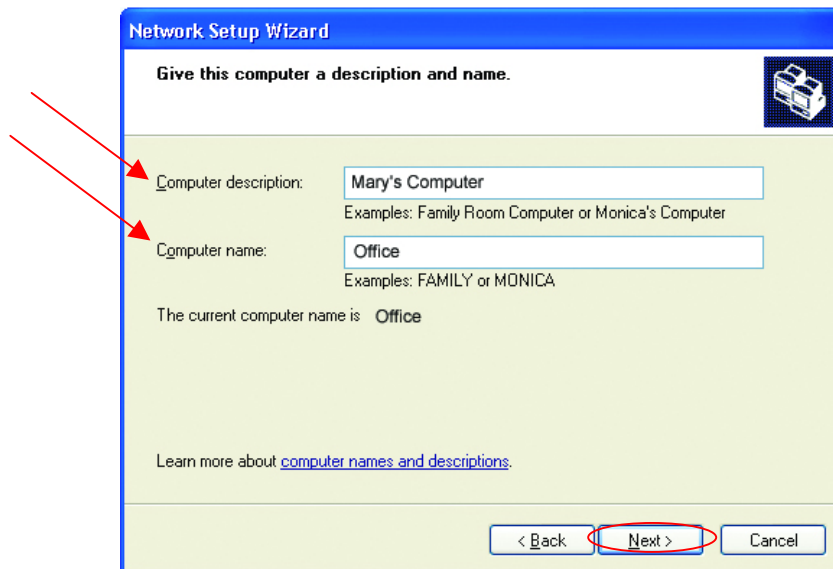 Network Setup Wizard
Give this computer a description and name.
Computer description: Mary's Computer
Examples: Family Room Computer or Monica's Computer
Computer name: Office
Examples: FAMILY or MONICA
The current computer name is Office
Learn more about computer names and descriptions.
< Back Next > Cancel